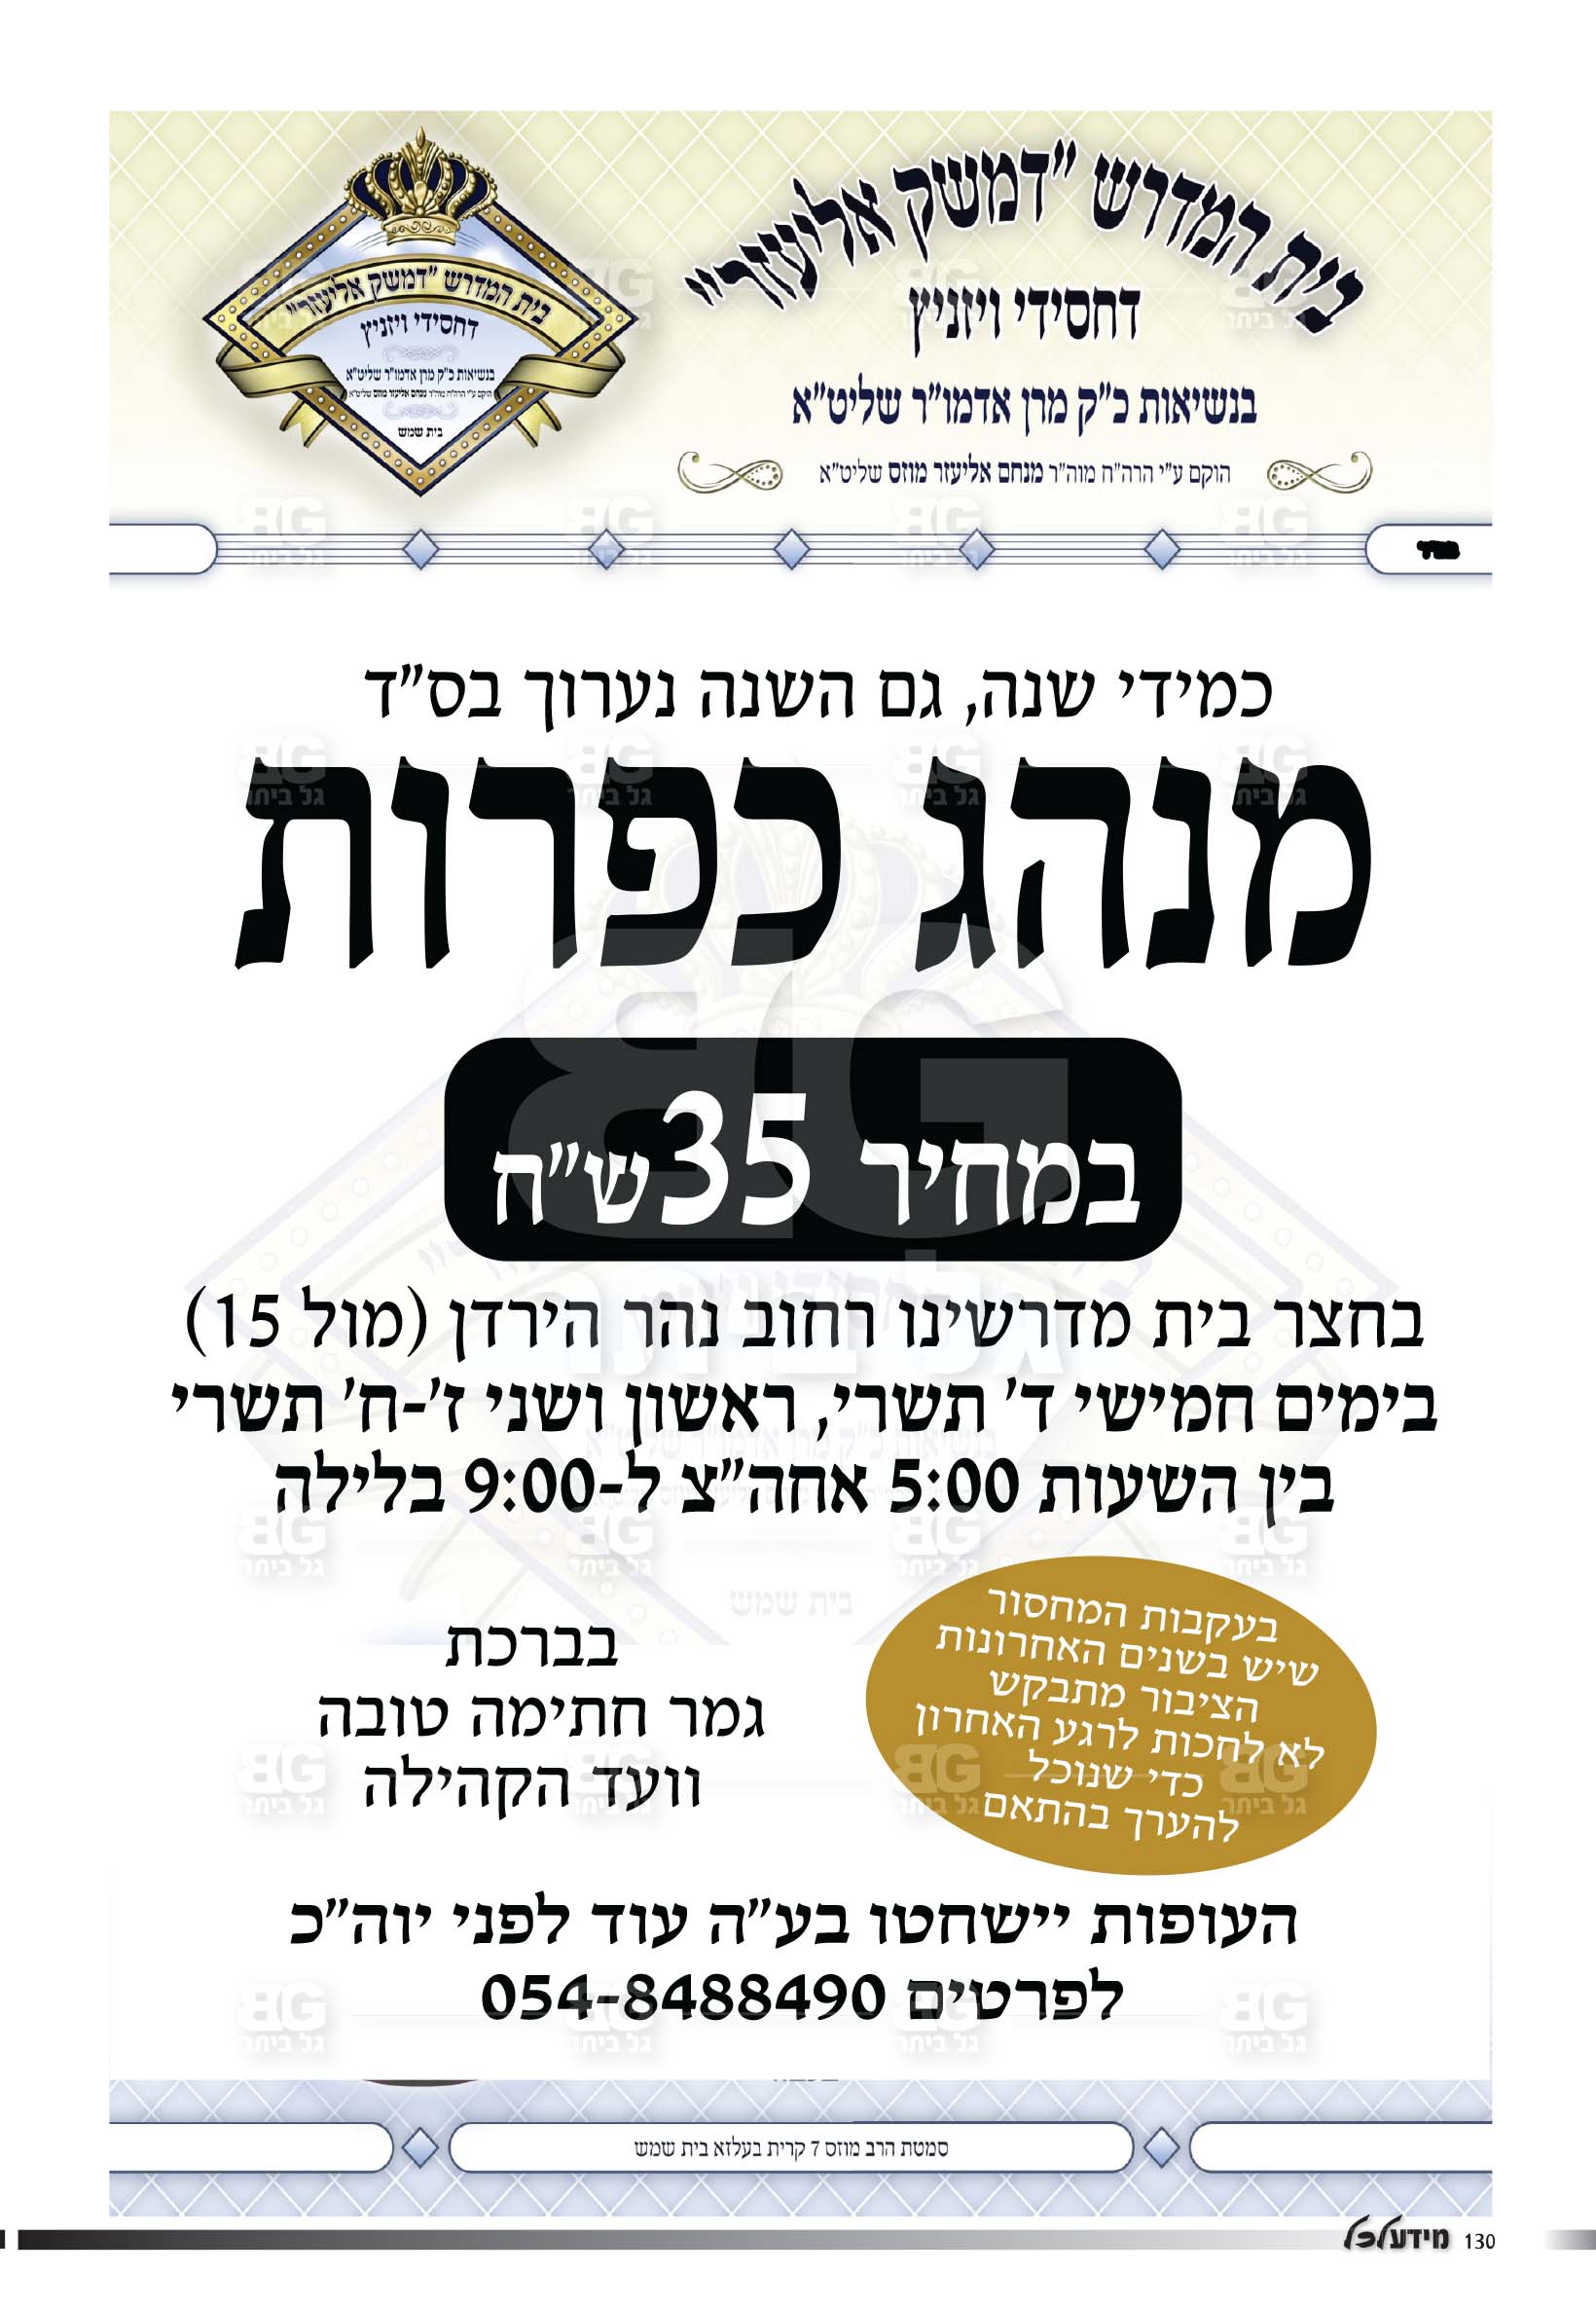 בית המדרש "דמשק אליעזר"
דחסידי ויזניץ
בנשיאות כ"ק מרן אדמו"ר שליט"א
הוקם ע"י הרה"ח מוה"ר מנחם אליעזר מוזס שליט"א
בית המדרש "דמשק אליעזר"
דחסידי ויזניץ
בנשיאות כ"ק מרן אדמו"ר שליט"א
הוקם ע"י הרה"ח מוה"ר מנחם אליעזר מוזס שליט"א
בית שמש
כמידי שנה, גם השנה נערוך בס"ד
מנהג כפרות
במחיר 35 ש"ח
בחצר בית מדרשינו רחוב נהר הירדן (מול 15)
בימים חמישי ד' תשרי, ראשון ושני ז'-ח' תשרי
בין השעות 5:00 אחה"צ ל-9:00 בלילה
בעקבות המחסור
שיש בשנים האחרונות
הציבור מתבקש
לא לחכות לרגע האחרון
כדי שנוכל
להערך בהתאם
בברכת
גמר חתימה טובה
וועד הקהילה
העופות יישחטו בע"ה עוד לפני יוה"כ
לפרטים 054-8488490
סמטת הרב מוזס 7 קרית בעלזא בית שמש
130 מידע לכל
BG
גל ביתר